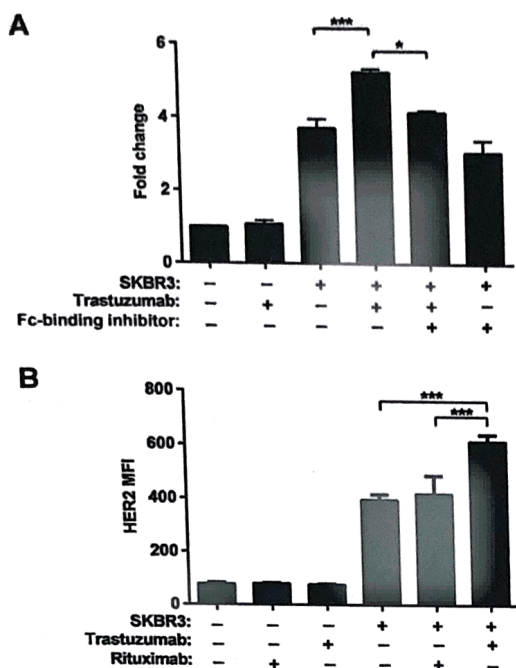 A
***
*
6
4
2
0
Fold change
SKBR3: – – + + + +
Trastuzumab: – + – + + –
Fc-binding inhibitor: – – – – + +
B
***
***
800
600
400
200
0
HER2 MFI
SKBR3: – – – + + +
Trastuzumab: – – + – – +
Rituximab: – + – – + –